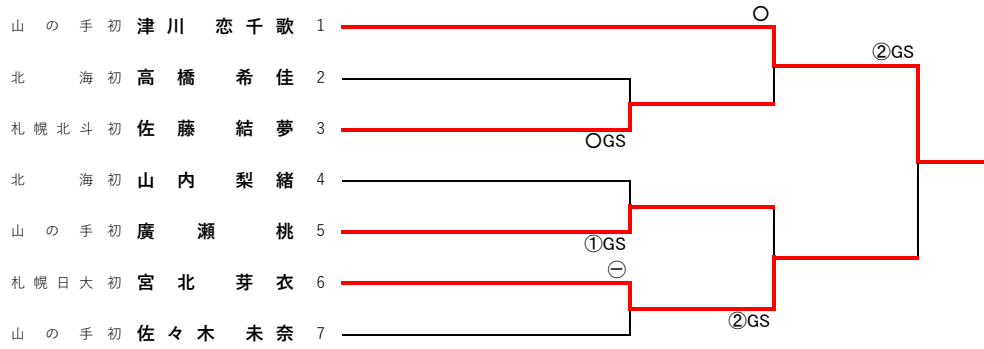 山の手 初 津川 恋千歌 1
北海 初 高橋 希佳 2
札幌北斗 初 佐藤 結夢 3
北海 初 山内 梨緒 4
山の手 初 廣瀬 桃 5
札幌日大 初 宮北 芽衣 6
山の手 初 佐々木 未奈 7
〇
②GS
〇GS
①GS
㊀
②GS